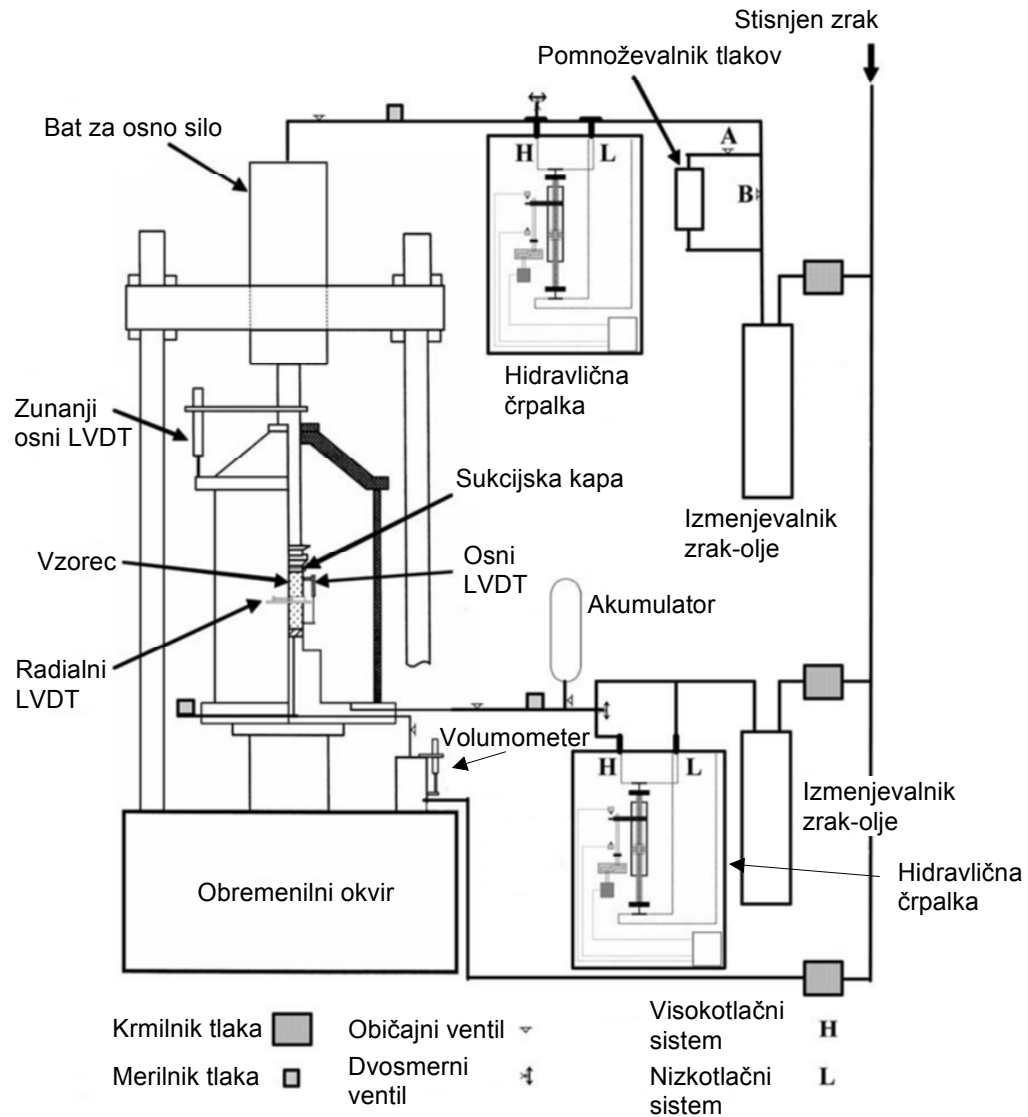 Stisnjen zrak
Pomnoževalnik tlakov
Bat za osno silo
A
H
L
B
Hidravlična
črpalka
Zunanji
osni LVDT
Sukcijska kapa
Izmenjevalnik
zrak-olje
Vzorec
Osni
LVDT
Akumulator
Radialni
LVDT
Volumometer
H
L
Izmenjevalnik
zrak-olje
Hidravlična
črpalka
Obremenilni okvir
Krmilnik tlaka
Običajni ventil
Visokotlačni
sistem
H
Merilnik tlaka
Dvosmerni
ventil
Nizkotlačni
sistem
L